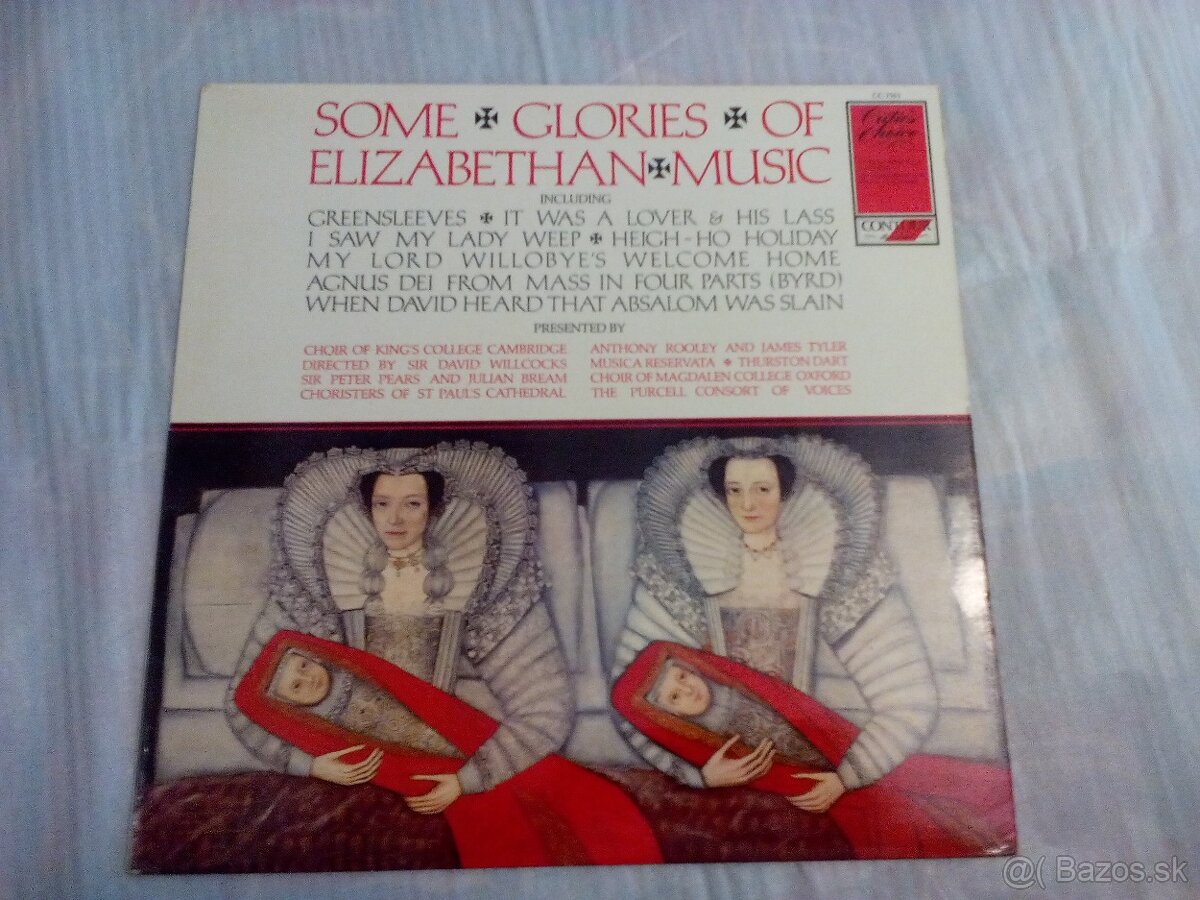 SOME ✠ GLORIES ✠ OF
ELIZABETHAN ✠ MUSIC
INCLUDING
GREENSLEEVES ✠ IT WAS A LOVER & HIS LASS
I SAW MY LADY WEEP ✠ HEIGH-HO HOLIDAY
MY LORD WILLOBYE'S WELCOME HOME
AGNUS DEI FROM MASS IN FOUR PARTS (BYRD)
WHEN DAVID HEARD THAT ABSALOM WAS SLAIN
PRESENTED BY
CHOIR OF KING'S COLLEGE CAMBRIDGE
DIRECTED BY SIR DAVID WILLCOCKS
SIR PETER PEARS AND JULIAN BREAM
CHORISTERS OF ST PAUL'S CATHEDRAL
ANTHONY ROOLEY AND JAMES TYLER
MUSICA RESERVATA ✠ THURSTON DART
CHOIR OF MAGDALEN COLLEGE OXFORD
THE PURCELL CONSORT OF VOICES
Critics
Choice
CONTOUR
@( Bazos.sk